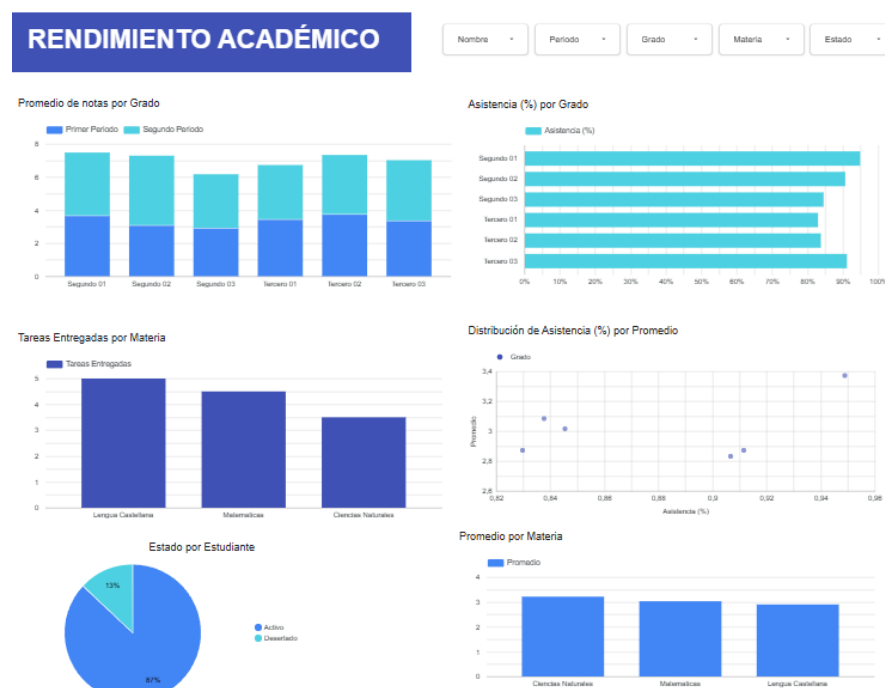 RENDIMIENTO ACADÉMICO
Nombre
Periodo
Grado
Materia
Estado
Promedio de notas por Grado
Primer Periodo
Segundo Periodo
8
6
4
2
0
Segundo 01
Segundo 02
Segundo 03
Tercero 01
Tercero 02
Tercero 03
Asistencia (%) por Grado
Asistencia (%)
Segundo 01
Segundo 02
Segundo 03
Tercero 01
Tercero 02
Tercero 03
0%
10%
20%
30%
40%
50%
60%
70%
80%
90%
100%
Tareas Entregadas por Materia
Tareas Entregadas
5
4
3
2
1
0
Lengua Castellana
Matematicas
Ciencias Naturales
Distribución de Asistencia (%) por Promedio
Grado
Promedio
3,4
3,2
3
2,8
2,6
0,82
0,84
0,86
0,88
0,9
0,92
0,94
0,96
Asistencia (%)
Estado por Estudiante
13%
87%
Activo
Desertado
Promedio por Materia
Promedio
4
3
2
1
0
Ciencias Naturales
Matematicas
Lengua Castellana